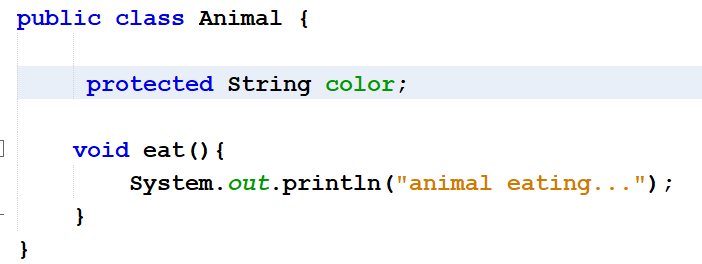 public class Animal {
protected String color;
void eat(){
System.out.println("animal eating...");
}
}